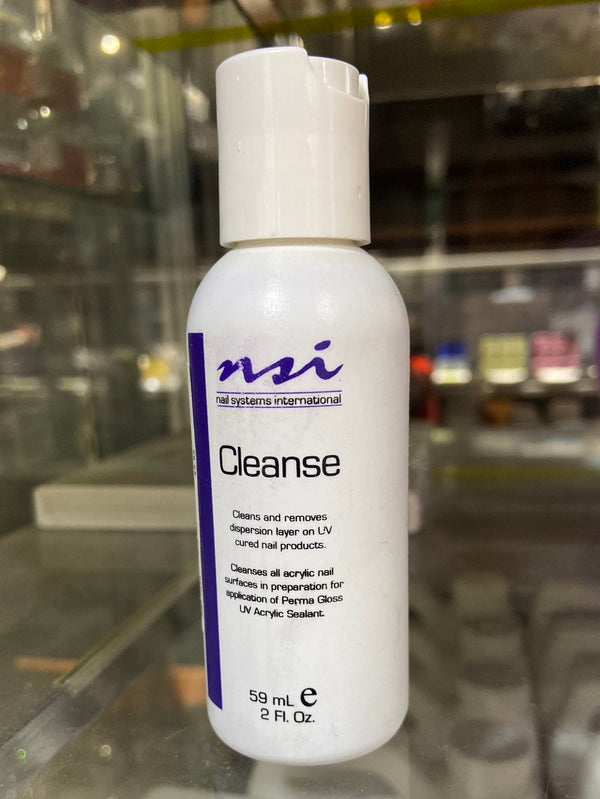 nsi
nail systems international
Cleanse
Cleans and removes
dispersion layer on UV
cured nail products.
Cleanses all acrylic nail
surfaces in preparation for
application of Perma Gloss
UV Acrylic Sealant.
59 mL e
2 Fl. Oz.